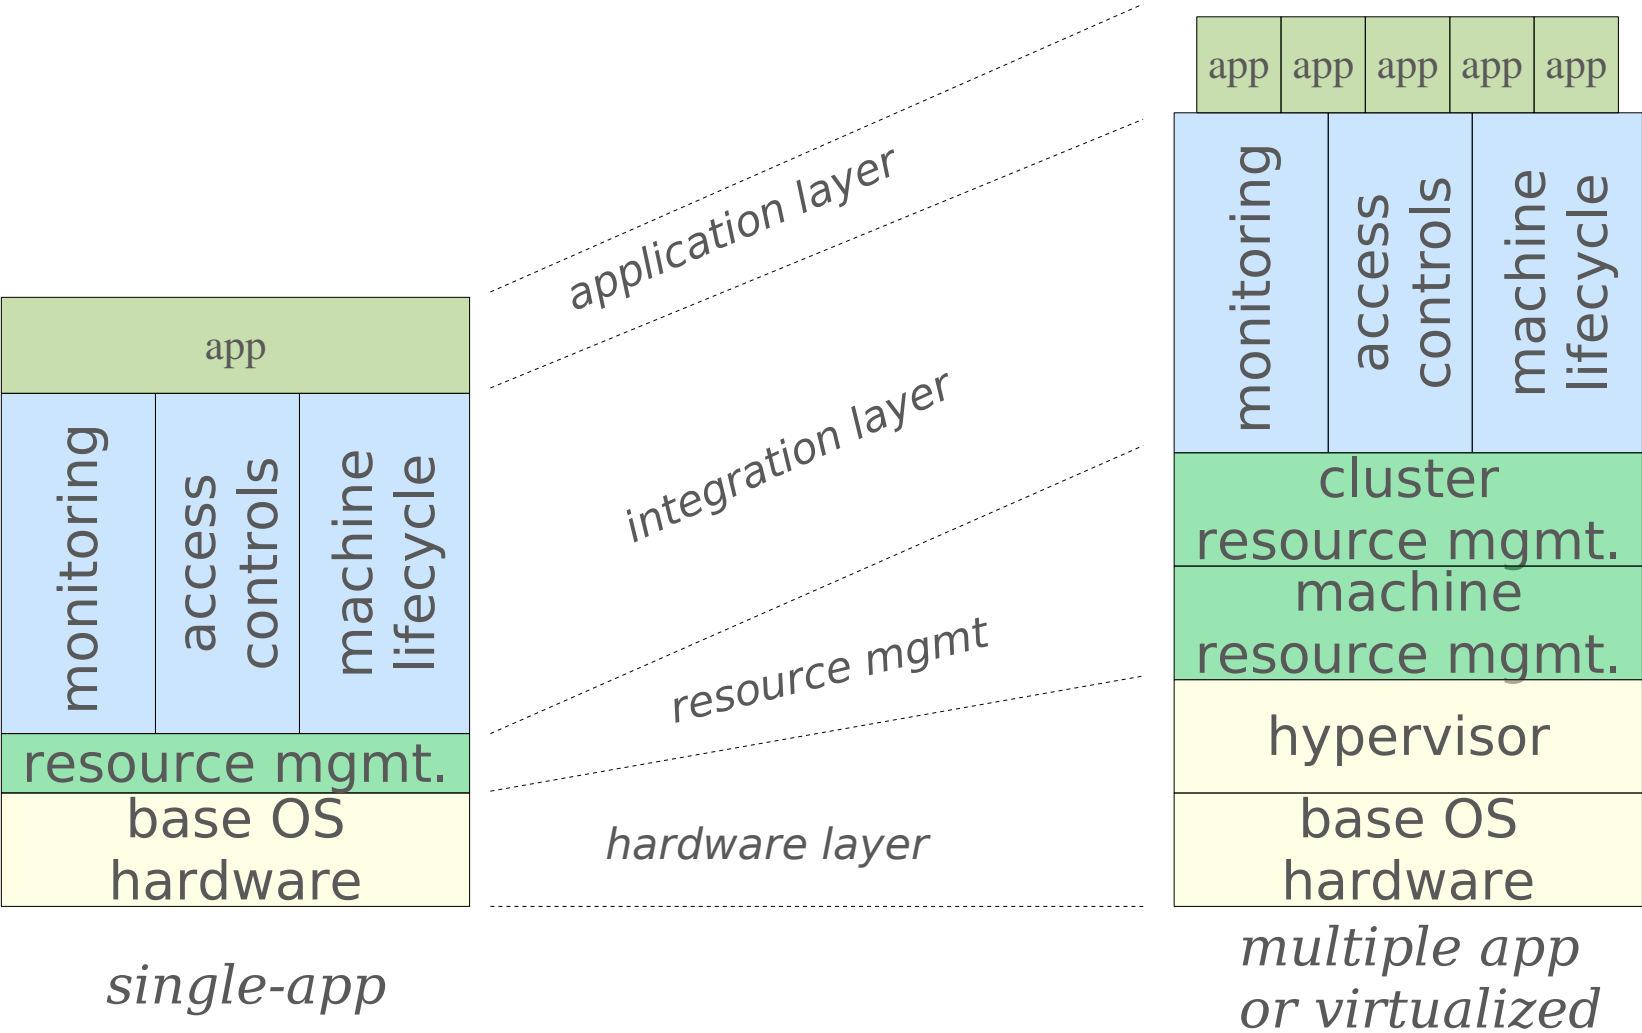 app
monitoring
access
controls
machine
lifecycle
resource mgmt.
base OS
hardware
single-app
application layer
integration layer
resource mgmt
hardware layer
app app app app app
monitoring
access
controls
machine
lifecycle
cluster
resource mgmt.
machine
resource mgmt.
hypervisor
base OS
hardware
multiple app
or virtualized